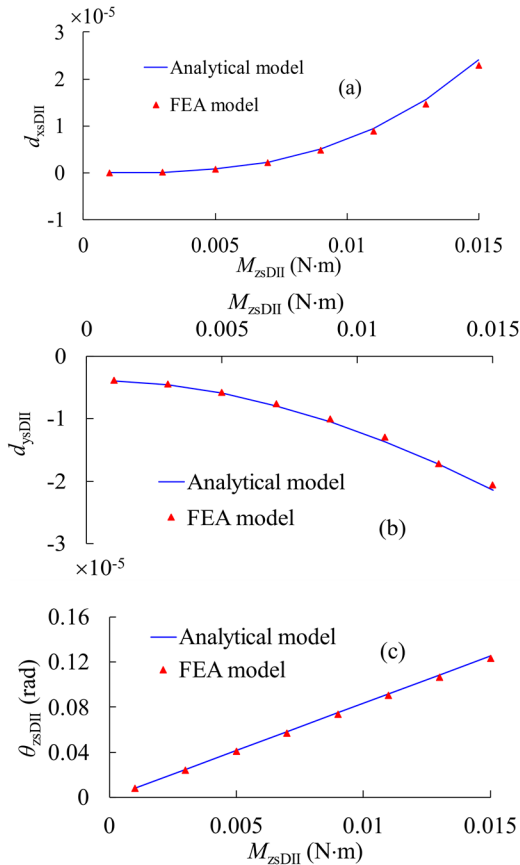 ×10⁻⁵
3
2
1
0
-1
d_xsDII
Analytical model
FEA model
(a)
0 0.005 0.01 0.015
M_zsDII (N·m)
M_zsDII (N·m)
0 0.005 0.01 0.015
0
-1
-2
-3
d_ysDII
Analytical model
FEA model
(b)
×10⁻⁵
0.16
0.12
0.08
0.04
0
θ_zsDII (rad)
Analytical model
FEA model
(c)
0 0.005 0.01 0.015
M_zsDII (N·m)